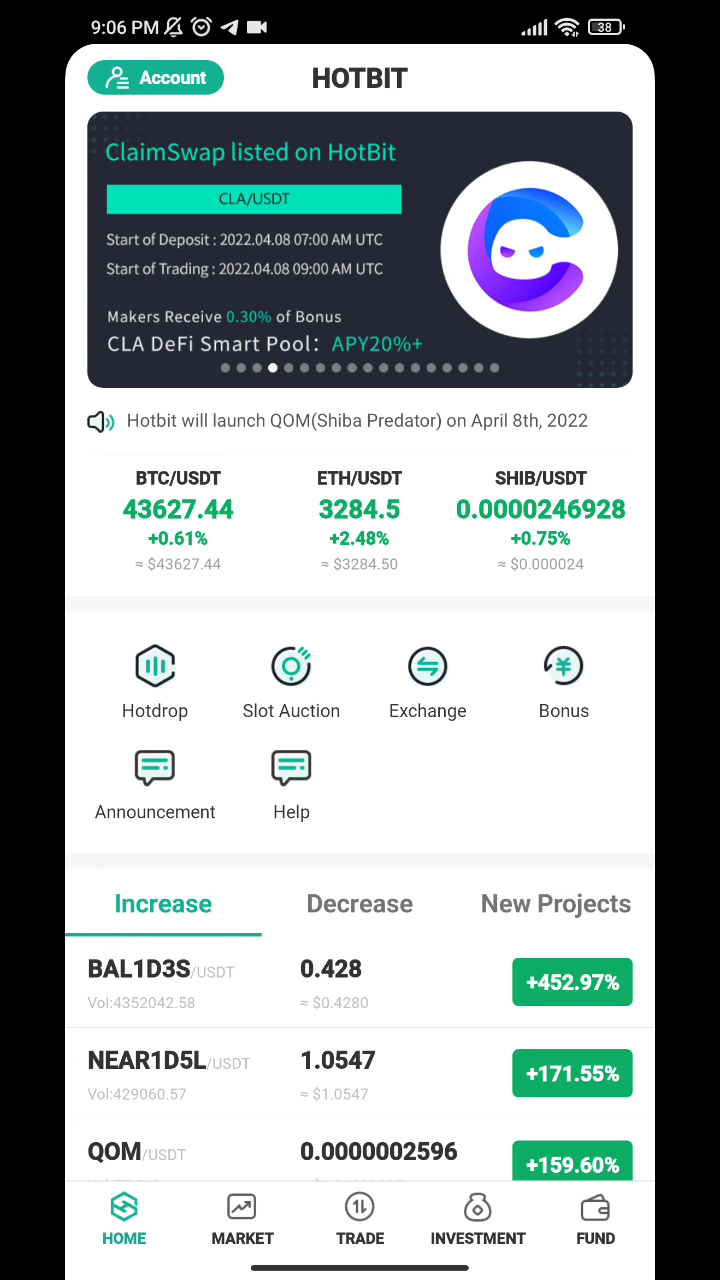 9:06 PM
38
Account
HOTBIT
ClaimSwap listed on HotBit
CLA/USDT
Start of Deposit : 2022.04.08 07:00 AM UTC
Start of Trading : 2022.04.08 09:00 AM UTC
Makers Receive 0.30% of Bonus
CLA DeFi Smart Pool: APY20%+
Hotbit will launch QOM(Shiba Predator) on April 8th, 2022
BTC/USDT ETH/USDT SHIB/USDT
43627.44 3284.5 0.0000246928
+0.61% +2.48% +0.75%
≈ $43627.44 ≈ $3284.50 ≈ $0.000024
Hotdrop Slot Auction Exchange Bonus
Announcement Help
Increase Decrease New Projects
BAL1D3S/USDT 0.428 +452.97%
Vol:4352042.58 ≈ $0.4280
NEAR1D5L/USDT 1.0547 +171.55%
Vol:429060.57 ≈ $1.0547
QOM/USDT 0.0000002596 +159.60%
HOME MARKET TRADE INVESTMENT FUND